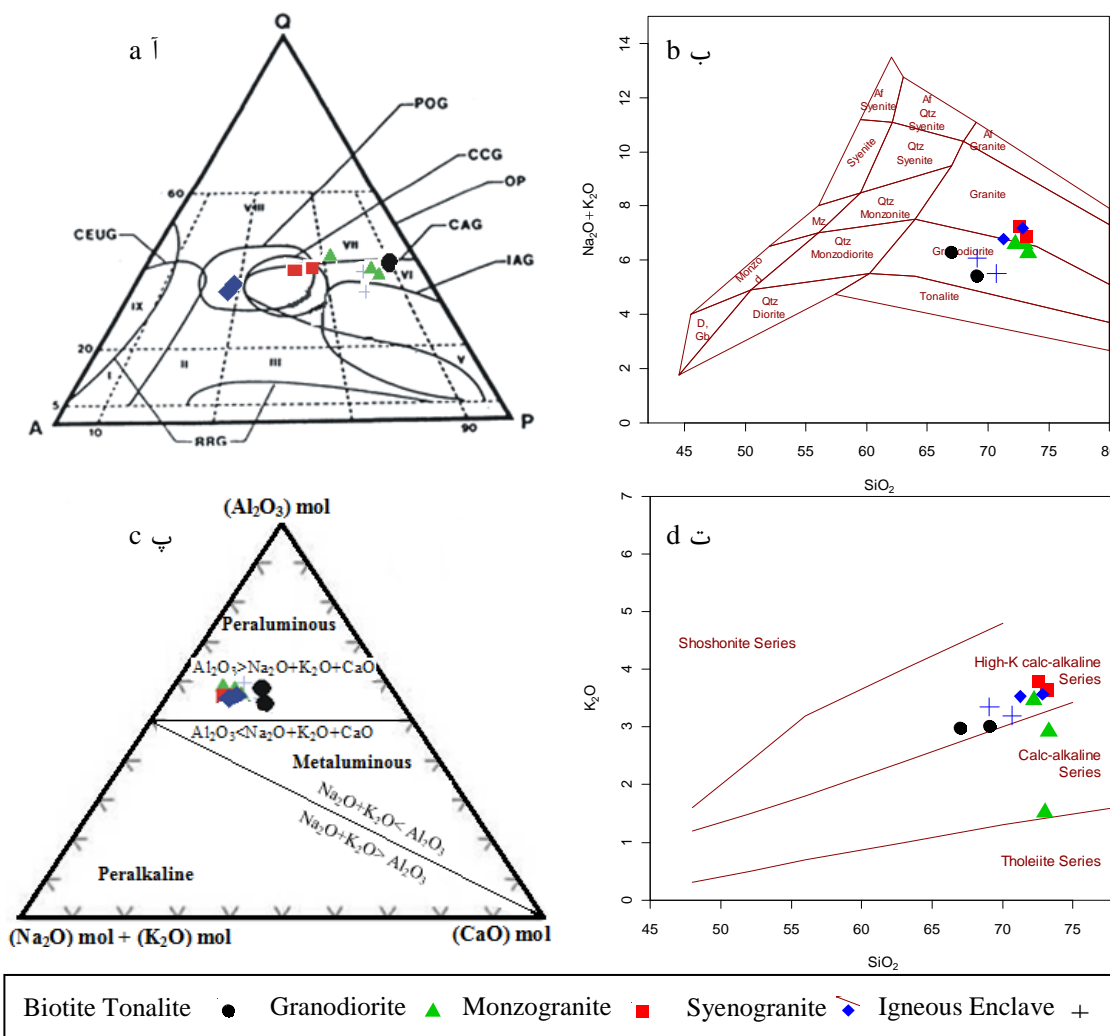 a آ
Q
POG
CCG
OP
CEUG
CAG
IAG
60
VIII
VII
VI
IX
20
I
II
III
V
5
A
10
RRG
90
P
b ب
Na2O+K2O
14
12
10
8
6
4
2
0
Af
Syenite
Af
Qtz
Syenite
Af
Granite
Syenite
Qtz
Syenite
Granite
Mz
Qtz
Monzonite
Monzo
d
Qtz
Monzodiorite
Granodiorite
Tonalite
D,
Gb
Qtz
Diorite
45 50 55 60 65 70 75 80
SiO2
c پ
(Al2O3) mol
Peraluminous
Al2O3>Na2O+K2O+CaO
Al2O3<Na2O+K2O+CaO
Metaluminous
Na2O+K2O< Al2O3
Na2O+K2O> Al2O3
Peralkaline
(Na2O) mol + (K2O) mol
(CaO) mol
d ت
K2O
7
6
5
4
3
2
1
0
Shoshonite Series
High-K calc-alkaline
Series
Calc-alkaline
Series
Tholeiite Series
45 50 55 60 65 70 75
SiO2
Biotite Tonalite Granodiorite Monzogranite Syenogranite Igneous Enclave